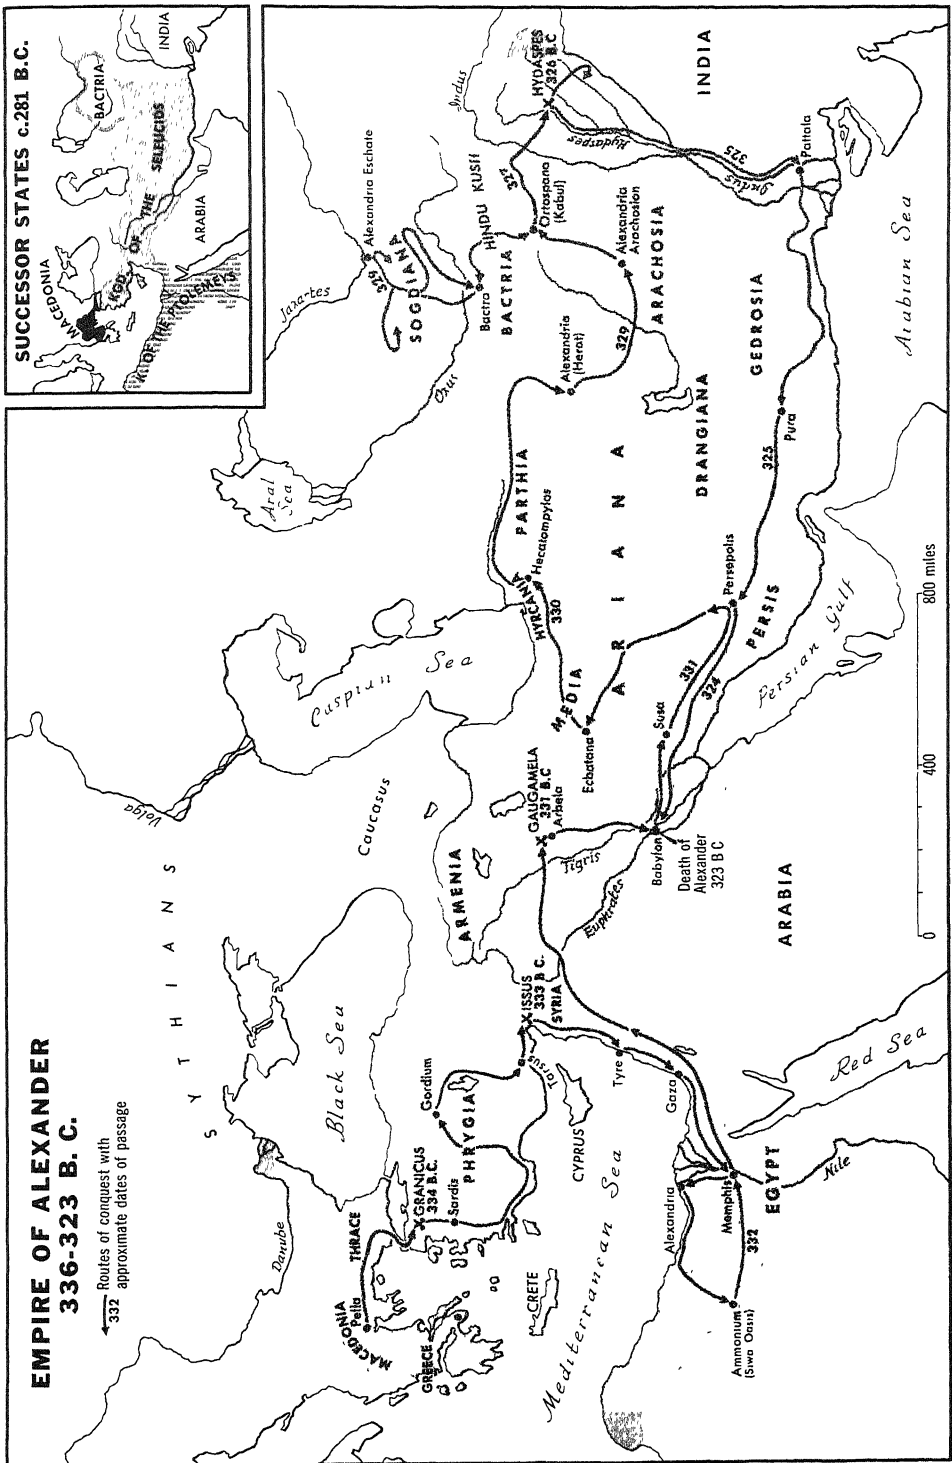 EMPIRE OF ALEXANDER
336-323 B. C.
332
Routes of conquest with
approximate dates of passage
SUCCESSOR STATES c.281 B.C.
MACEDONIA
KGD. OF THE SELEUCIDS
K OF THE PTOLEMEI
BACTRIA
INDIA
ARABIA
S Y T H I A N S
Volga
Danube
Black Sea
Caucasus
Caspian Sea
Aral Sea
Jaxartes
Oxus
Alexandria Eschate
329
SOGDIANA
Bactra
BACTRIA
HINDU KUSH
Indus
HYDASPES
326 B.C
Hydaspes
INDIA
Ortospana
(Kabul)
Alexandria
Arachosion
ARACHOSIA
329
Alexandria
(Herat)
PARTHIA
Hecatompylos
HYRCANIA
330
MEDIA
Ecbatana
A R I A N A
DRANGIANA
GEDROSIA
325
Indus
Pattala
Arabian Sea
Pura
325
Persepolis
PERSIS
Persian Gulf
331
324
Susa
Babylon
Death of
Alexander
323 B C
GAUGAMELA
331 B.C
Arbela
Tigris
Euphrates
ARMENIA
ARABIA
ISSUS
333 B C.
SYRIA
Tarsus
Tyre
Gaza
CYPRUS
Gordium
PHRYGIA
GRANICUS
334 B.C.
Sardis
THRACE
MACEDONIA
Pella
GREECE
CRETE
Mediterranean Sea
Alexandria
Memphis
EGYPT
332
Ammonium
(Siwa Oasis)
Nile
Red Sea
0 400 800 miles